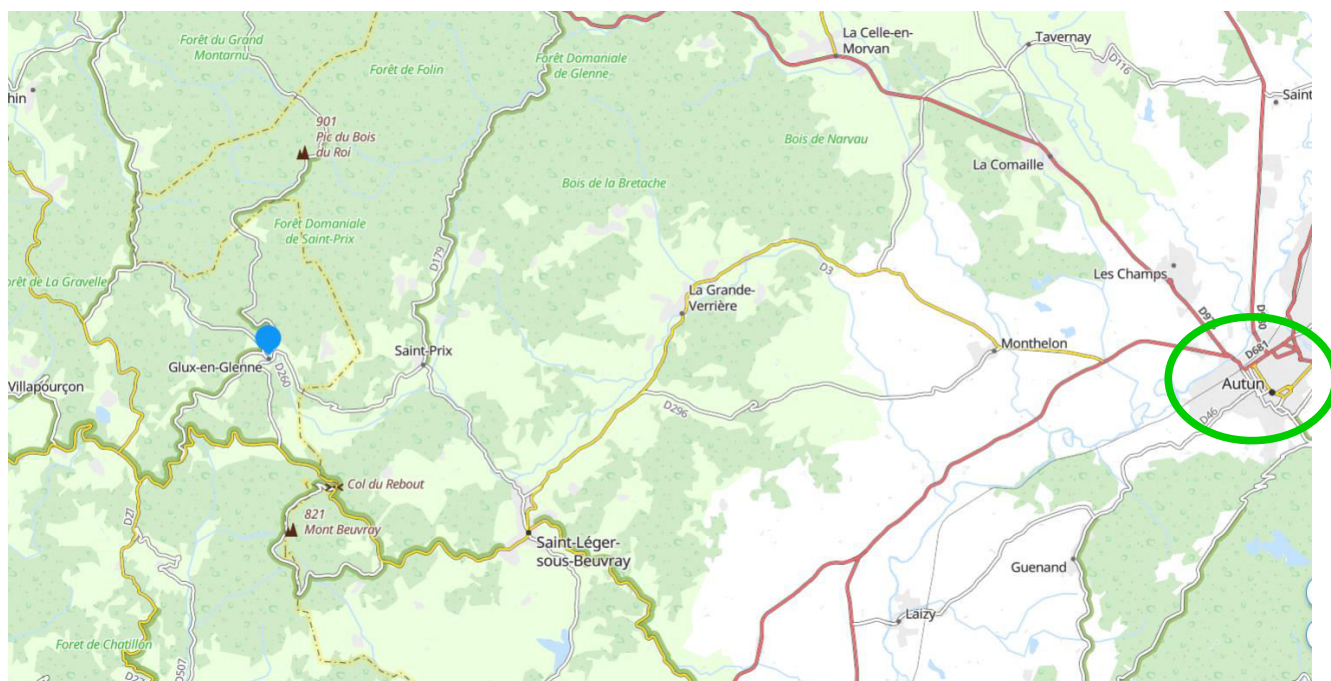 Forêt du Grand
Montarnu
Forêt de Folin
Forêt Domaniale
de Glenne
La Celle-en-
Morvan
Tavernay
D116
hin
Saint
901
Pic du Bois
du Roi
Bois de Narvau
La Comaille
Bois de la Bretache
Forêt Domaniale
de Saint-Prix
D179
orêt de La Gravelle
D3
Les Champs
La Grande-
Verrière
D681
Monthelon
Saint-Prix
Glux-en-Glenne
D260
Villapourçon
Autun
D296
D46
Col du Rebout
D27
821
Mont Beuvray
Saint-Léger-
sous-Beuvray
Guenand
Laizy
Foret de Chatillon
D507